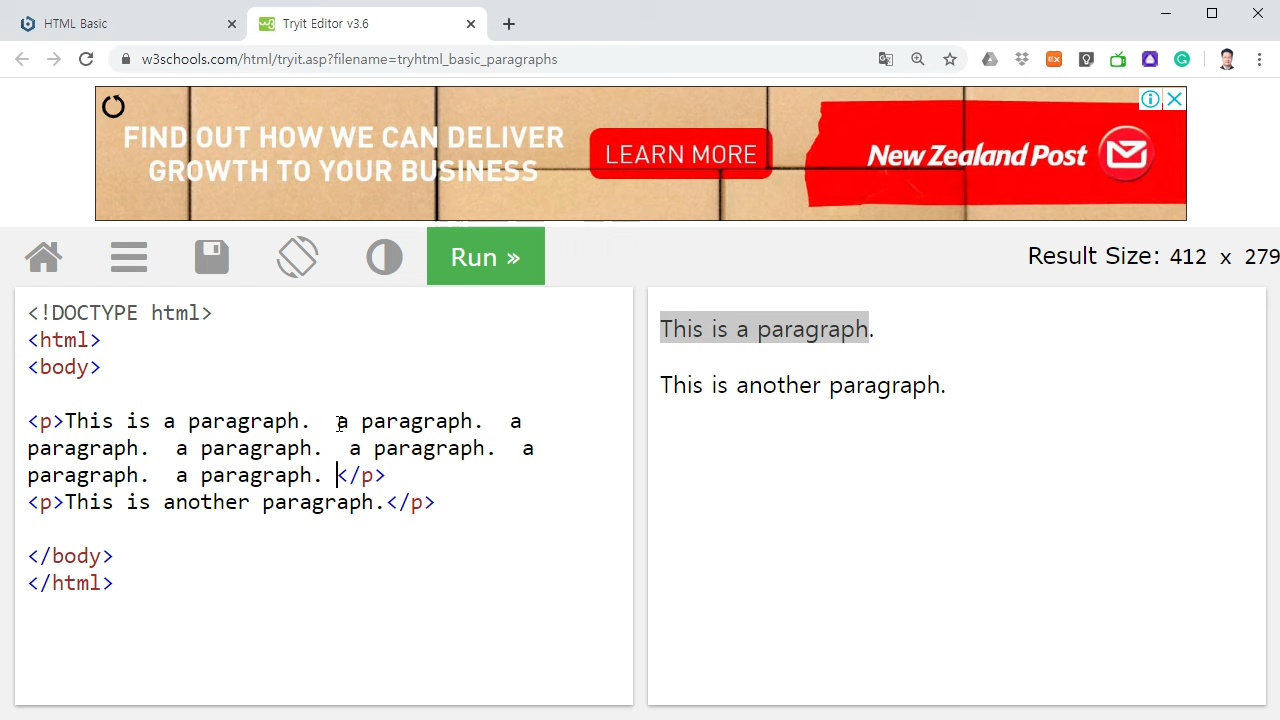 HTML Basic
Tryit Editor v3.6
w3schools.com/html/tryit.asp?filename=tryhtml_basic_paragraphs
FIND OUT HOW WE CAN DELIVER
GROWTH TO YOUR BUSINESS
LEARN MORE
New Zealand Post
Run »
Result Size: 412 x 279
<!DOCTYPE html>
<html>
<body>
<p>This is a paragraph.  a paragraph.  a
paragraph.  a paragraph.  a paragraph.  a
paragraph.  a paragraph. </p>
<p>This is another paragraph.</p>
</body>
</html>
This is a paragraph.
This is another paragraph.